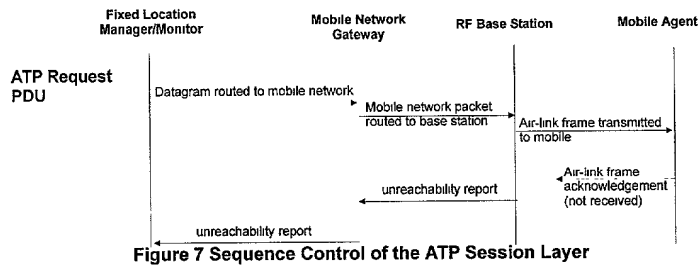 Fixed Location
Manager/Monitor
Mobile Network
Gateway
RF Base Station
Mobile Agent
ATP Request
PDU
Datagram routed to mobile network
Mobile network packet
routed to base station
Air-link frame transmitted
to mobile
Air-link frame
acknowledgement
(not received)
unreachability report
unreachability report
Figure 7 Sequence Control of the ATP Session Layer